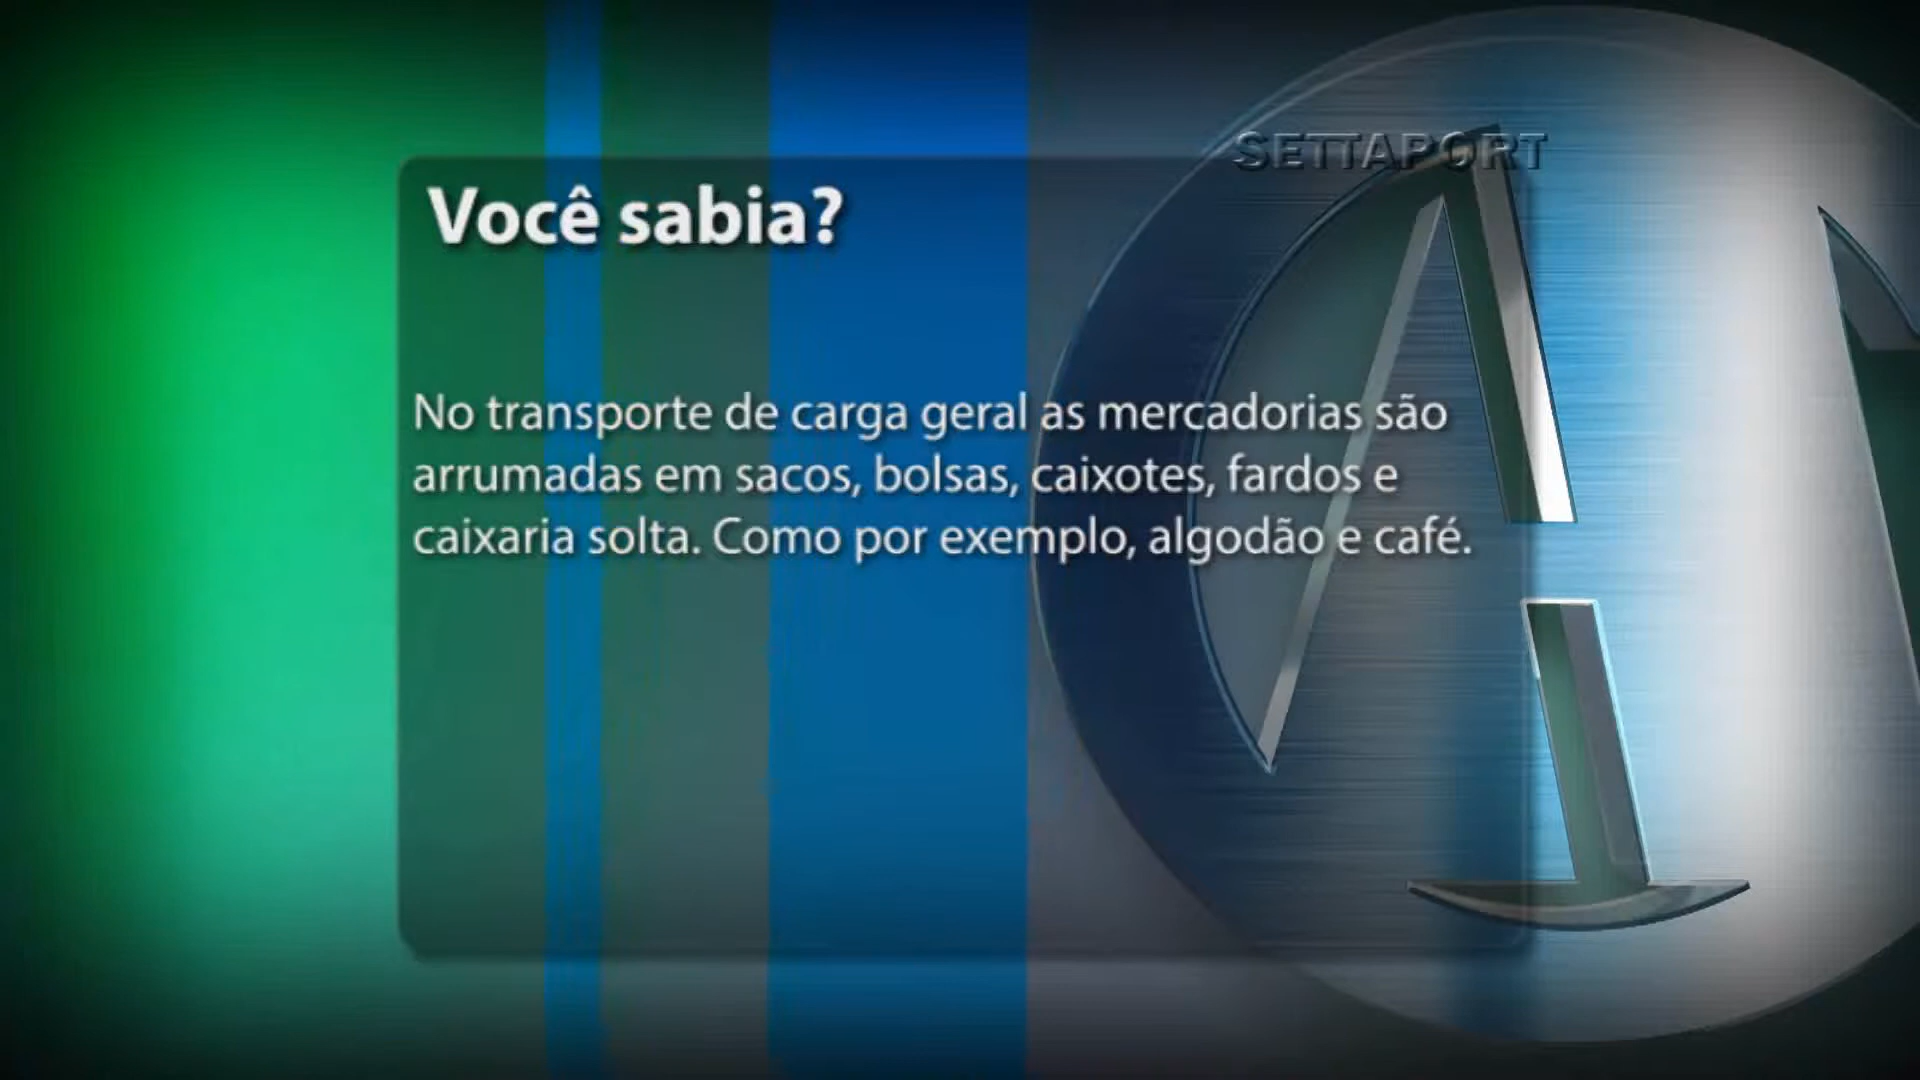 SETTAPORT
Você sabia?
No transporte de carga geral as mercadorias são
arrumadas em sacos, bolsas, caixotes, fardos e
caixaria solta. Como por exemplo, algodão e café.